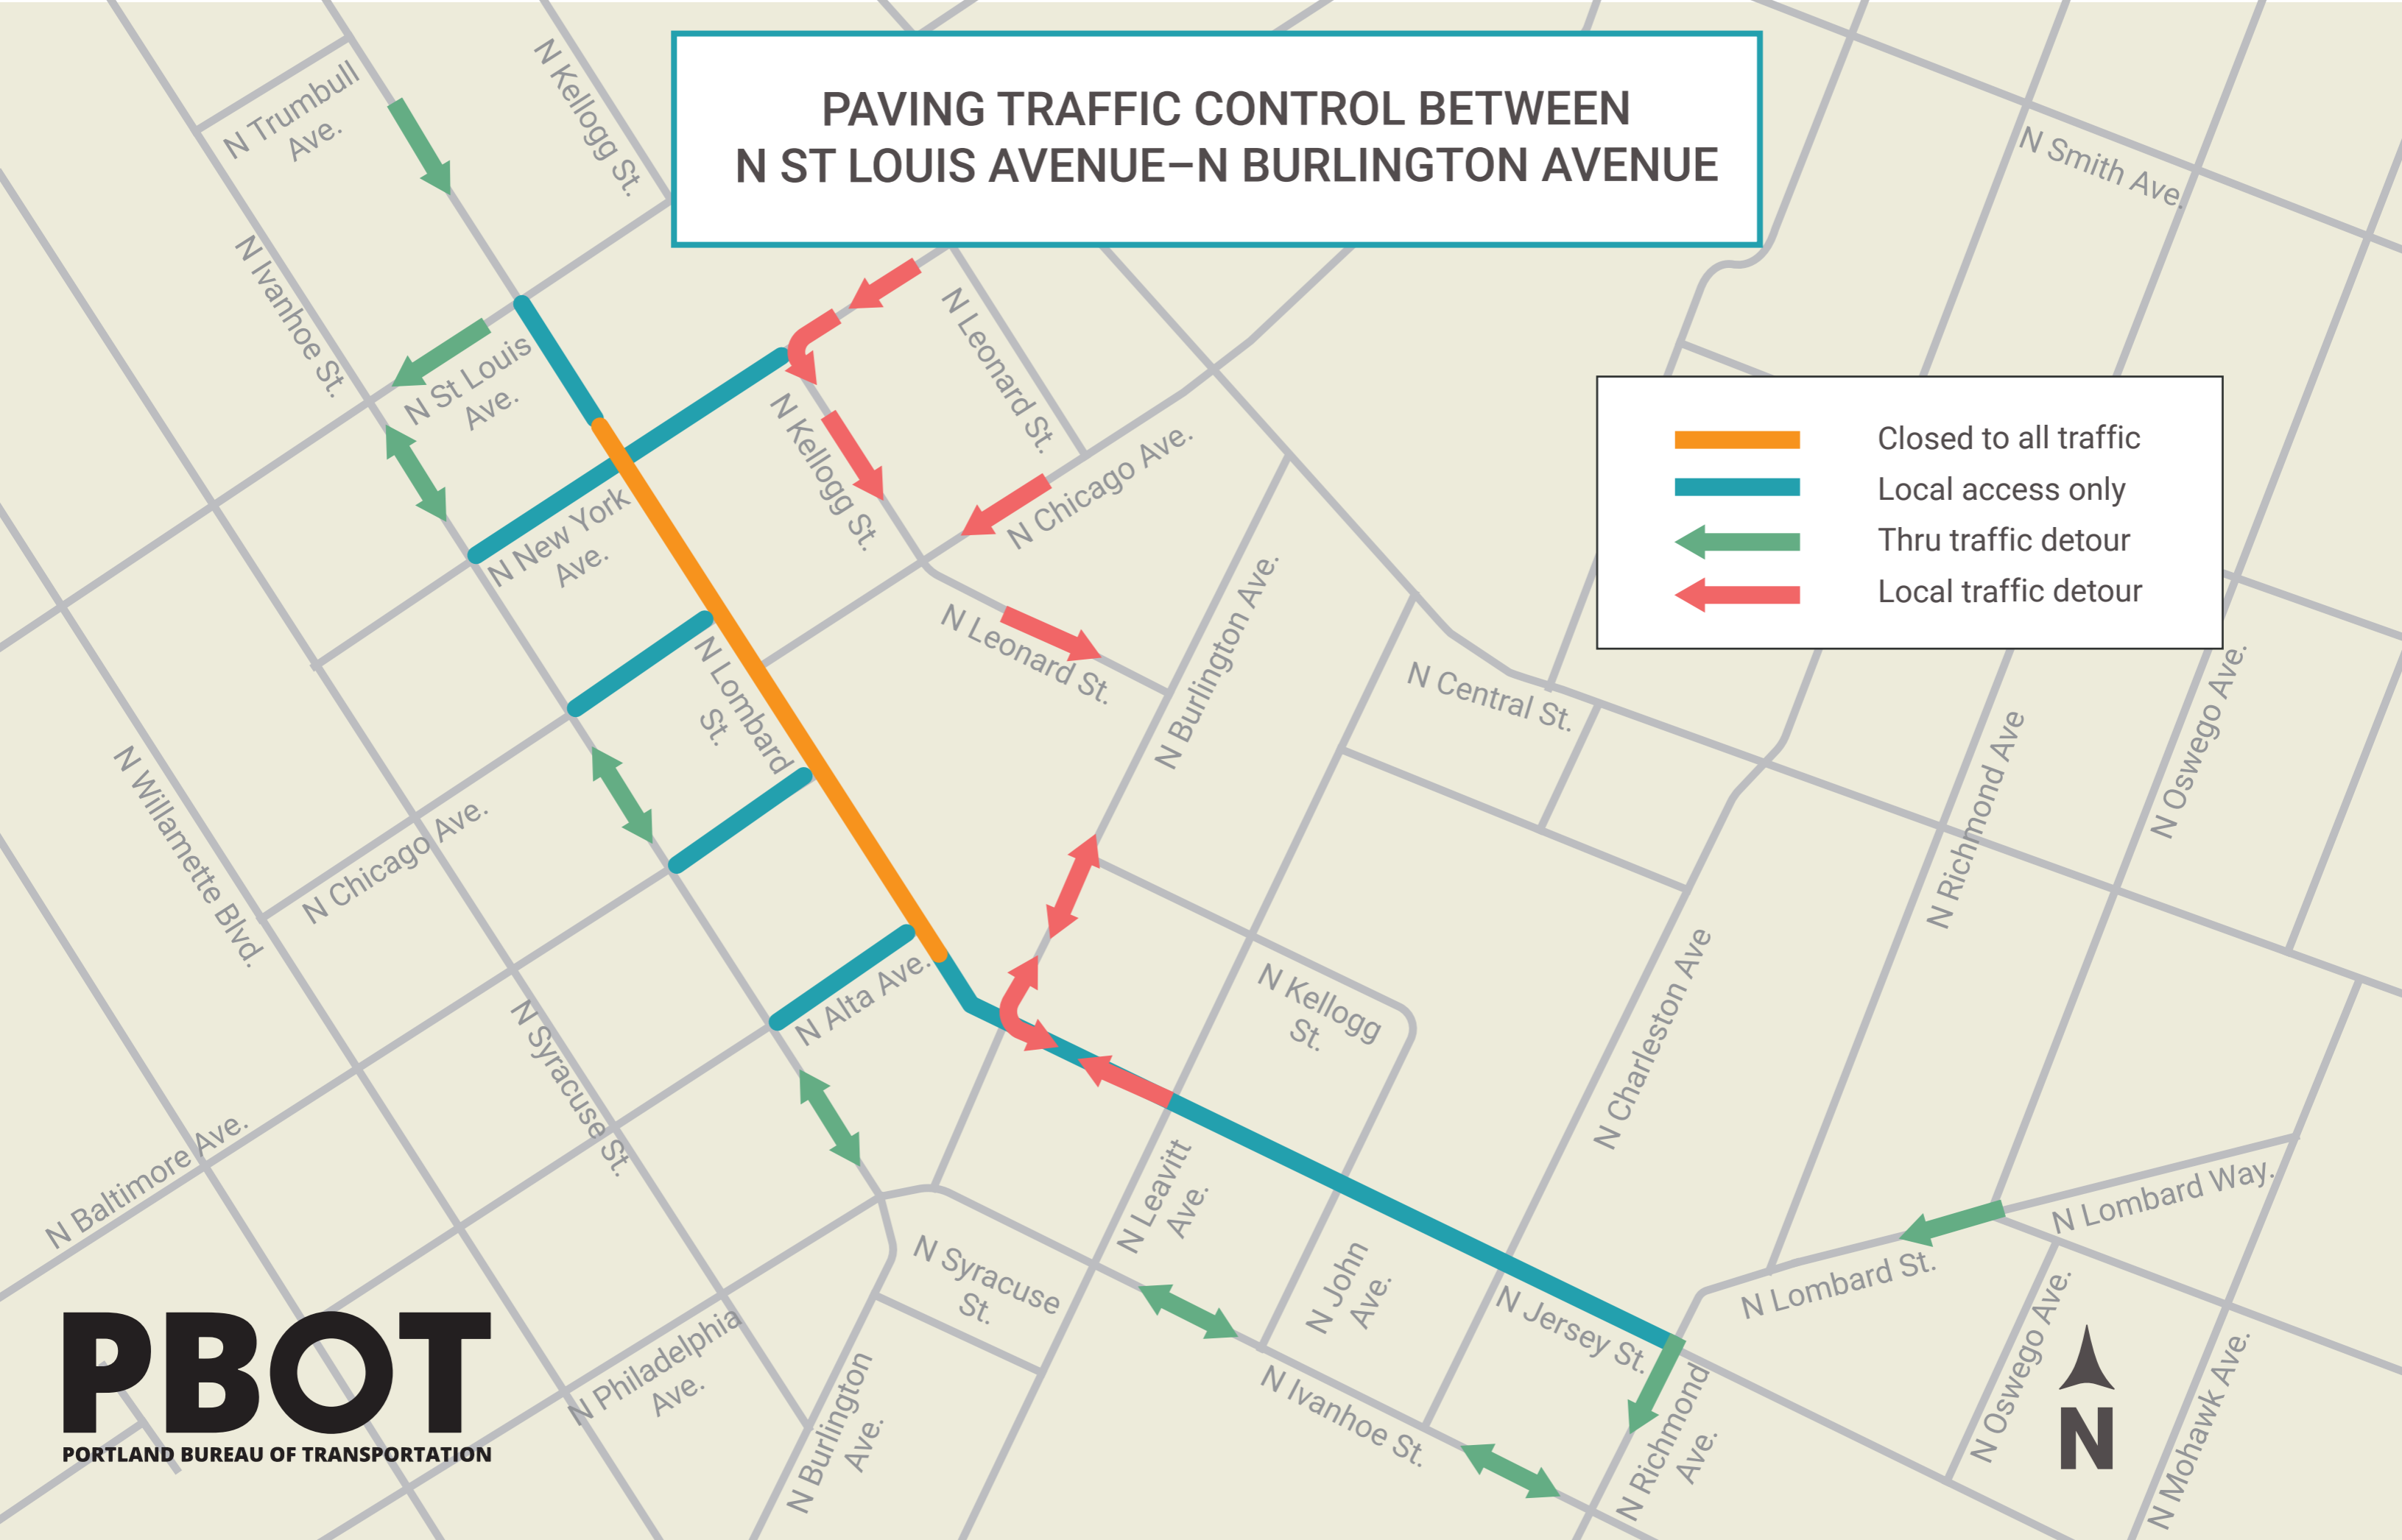 PAVING TRAFFIC CONTROL BETWEEN
N ST LOUIS AVENUE–N BURLINGTON AVENUE
N Trumbull
Ave.
N Kellogg St.
N Smith Ave.
N Ivanhoe St.
N St Louis
Ave.
N Leonard St.
N Kellogg St.
N Chicago Ave.
N New York
Ave.
Closed to all traffic
Local access only
Thru traffic detour
Local traffic detour
N Leonard St.
N Burlington Ave.
N Lombard
St.
N Central St.
N Oswego Ave.
N Richmond Ave
N Willamette Blvd.
N Chicago Ave.
N Alta Ave.
N Kellogg
St.
N Charleston Ave
N Syracuse St.
N Baltimore Ave.
N Leavitt
Ave.
N Lombard Way.
N Lombard St.
N Syracuse
St.
N John
Ave.
N Jersey St.
N Philadelphia
Ave.
N Burlington
Ave.
N Ivanhoe St.
N Richmond
Ave.
N Oswego Ave.
N Mohawk Ave.
PBOT
PORTLAND BUREAU OF TRANSPORTATION
N